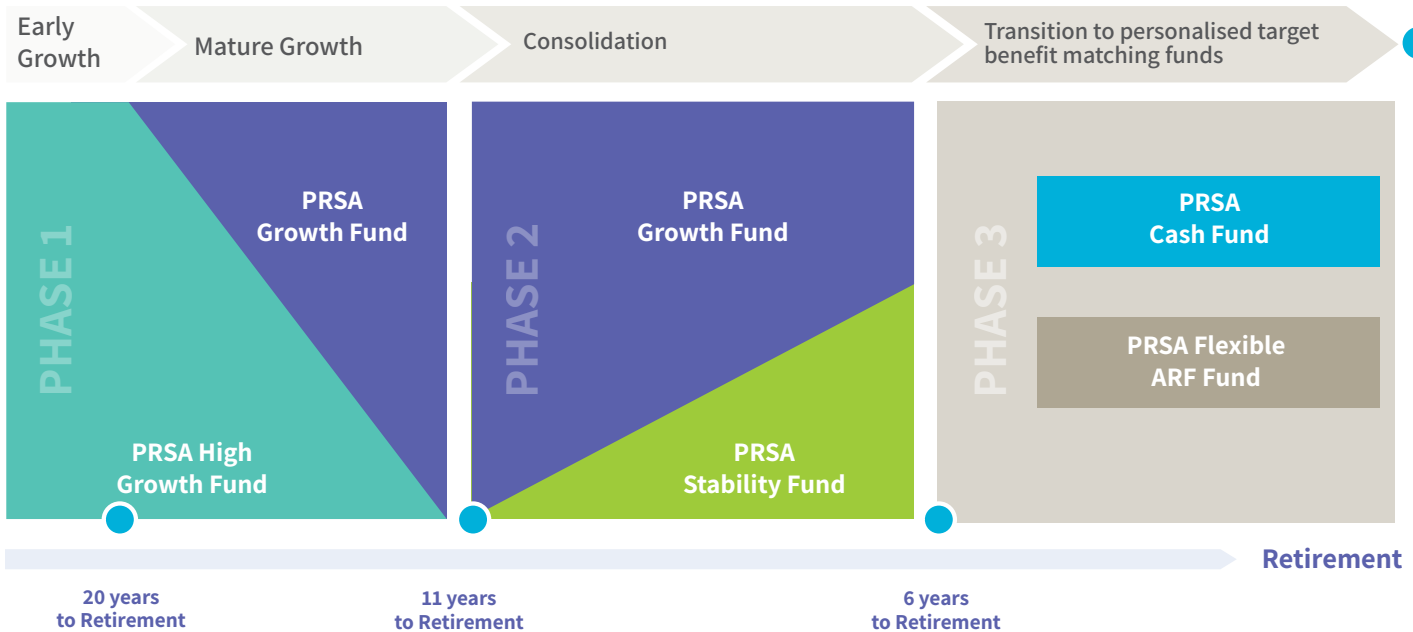 Early
Growth
Mature Growth
Consolidation
Transition to personalised target
benefit matching funds
PHASE 1
PRSA
Growth Fund
PRSA High
Growth Fund
PHASE 2
PRSA
Growth Fund
PRSA
Stability Fund
PHASE 3
PRSA
Cash Fund
PRSA Flexible
ARF Fund
Retirement
20 years
to Retirement
11 years
to Retirement
6 years
to Retirement